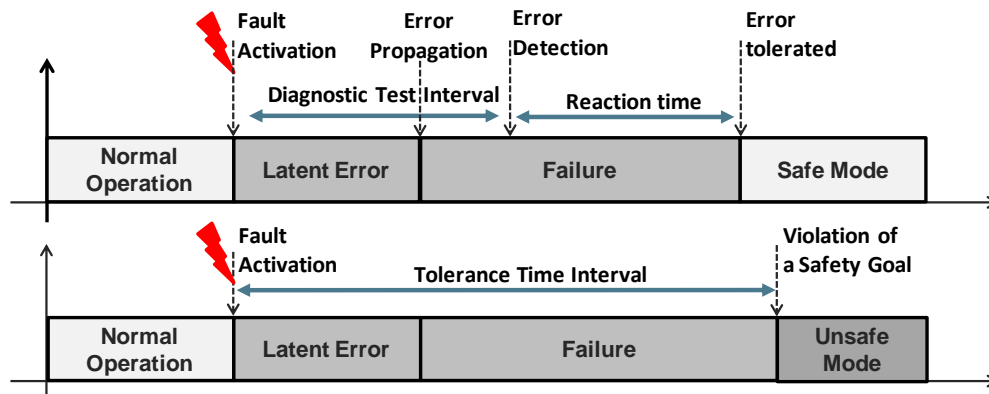 Fault
Activation
Error
Propagation
Error
Detection
Error
tolerated
Diagnostic Test Interval
Reaction time
Normal
Operation
Latent Error
Failure
Safe Mode
Fault
Activation
Violation of
a Safety Goal
Tolerance Time Interval
Normal
Operation
Latent Error
Failure
Unsafe
Mode